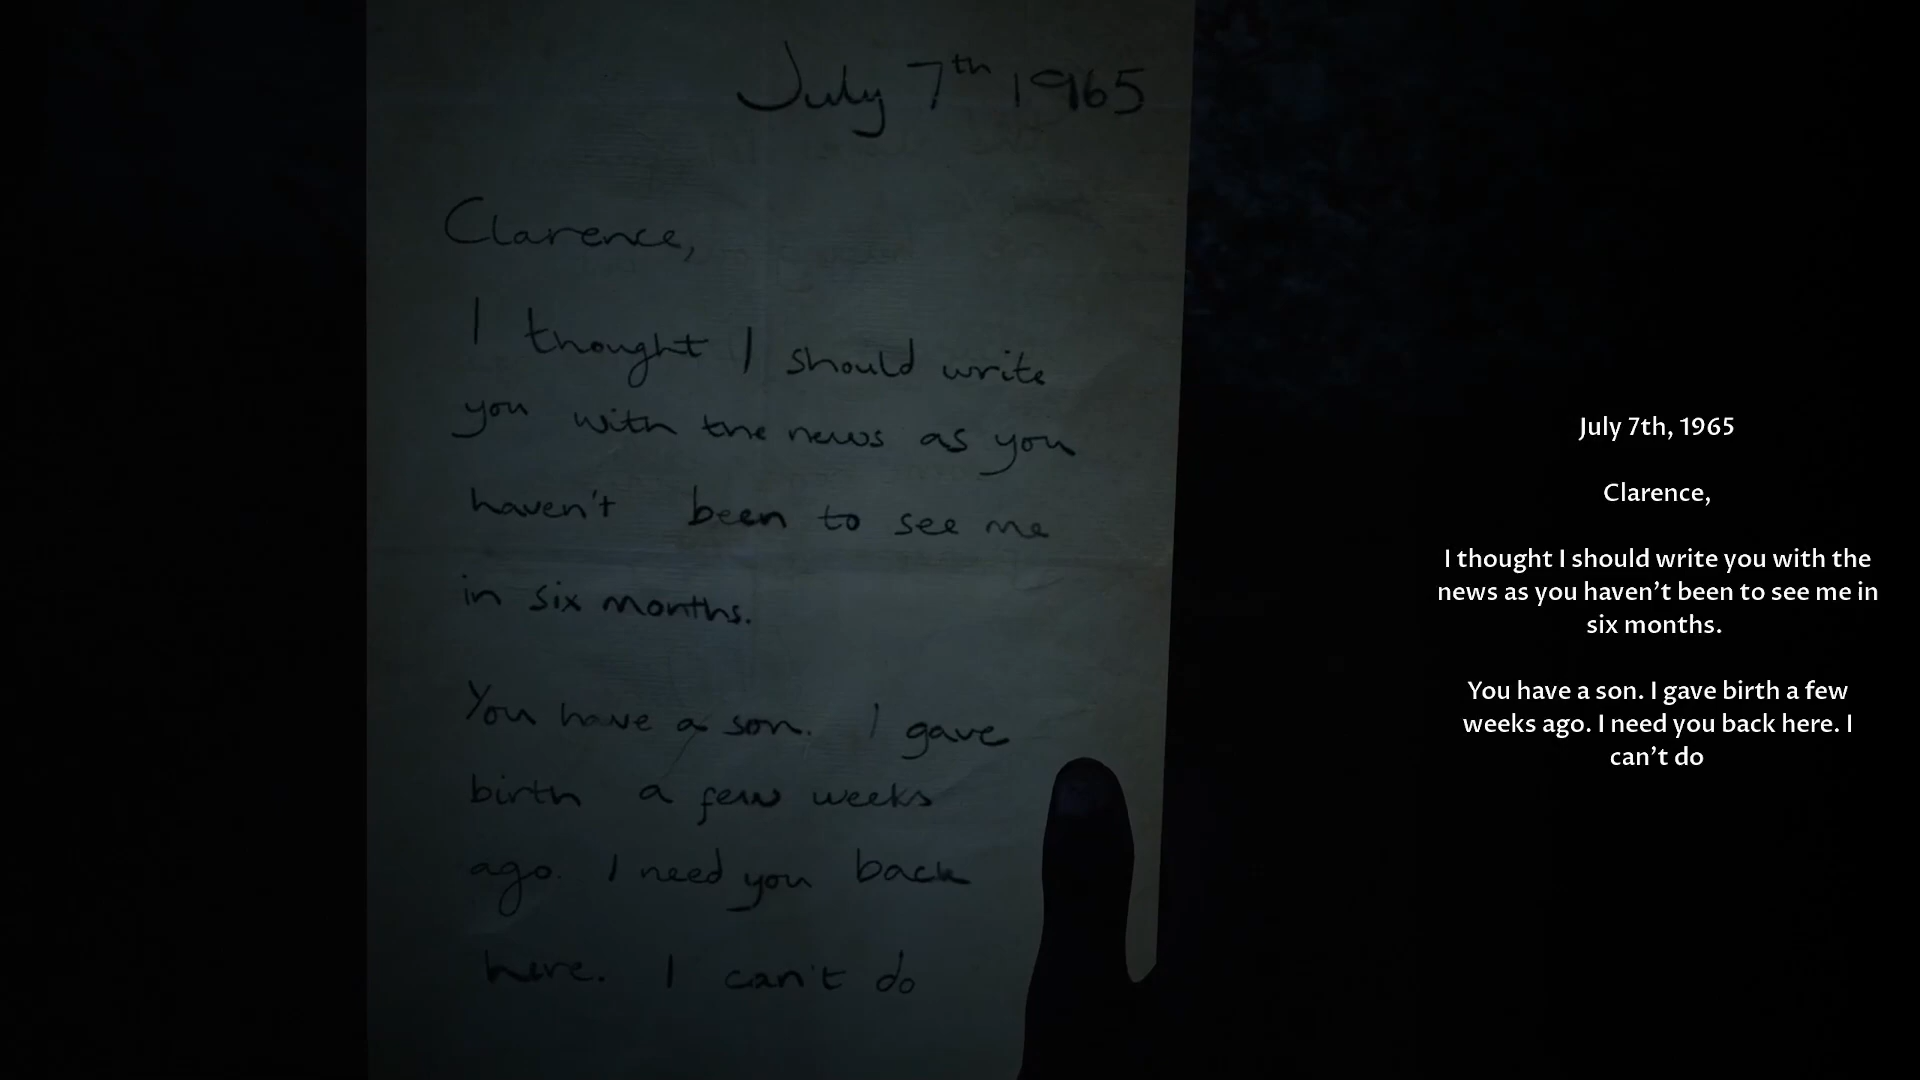 July 7th 1965
Clarence,
I thought I should write
you with the news as you
haven't been to see me
in six months.
You have a son. I gave
birth a few weeks
ago. I need you back
here. I can't do
July 7th, 1965
Clarence,
I thought I should write you with the
news as you haven’t been to see me in
six months.
You have a son. I gave birth a few
weeks ago. I need you back here. I
can’t do